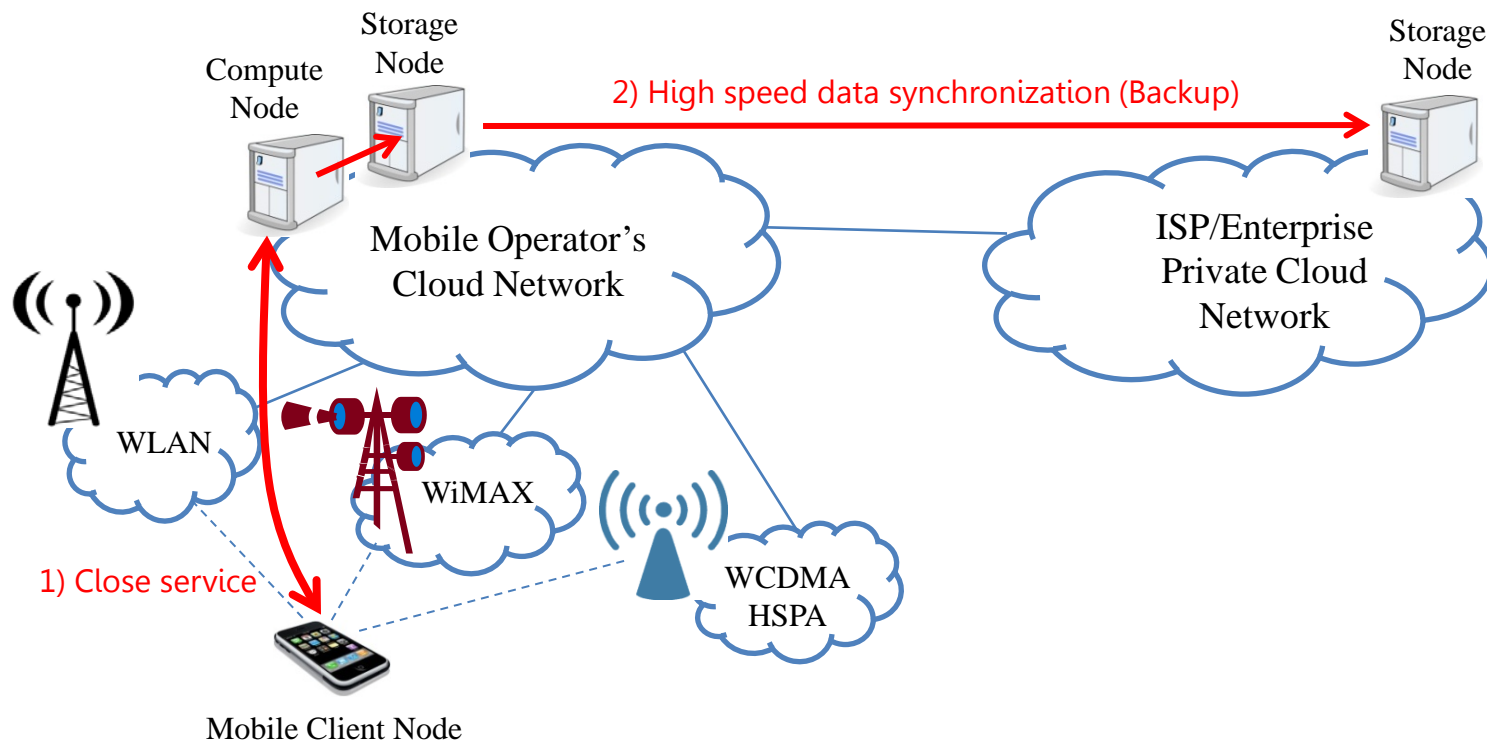 Storage
Node
Compute
Node
Storage
Node
2) High speed data synchronization (Backup)
Mobile Operator’s
Cloud Network
ISP/Enterprise
Private Cloud
Network
WLAN
WiMAX
WCDMA
HSPA
1) Close service
Mobile Client Node